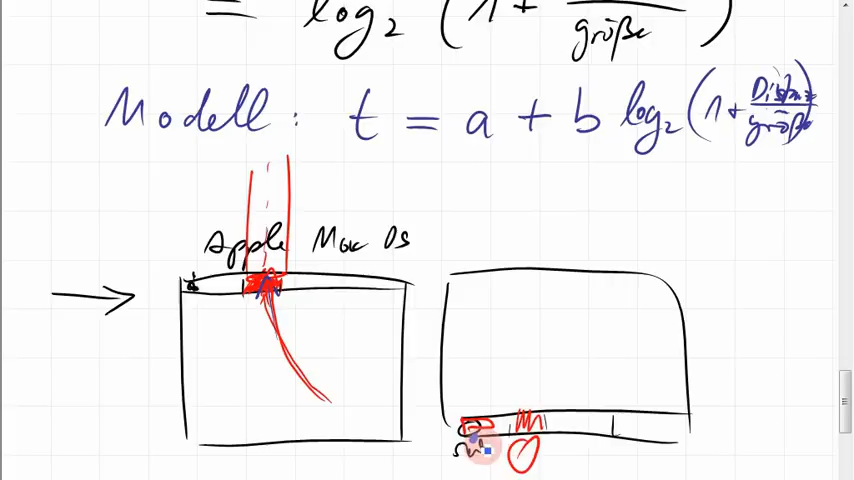 = log₂ (1 + 
größe )
Modell: t = a + b log₂ (1 + Distanz / größe)
Apple Mac OS